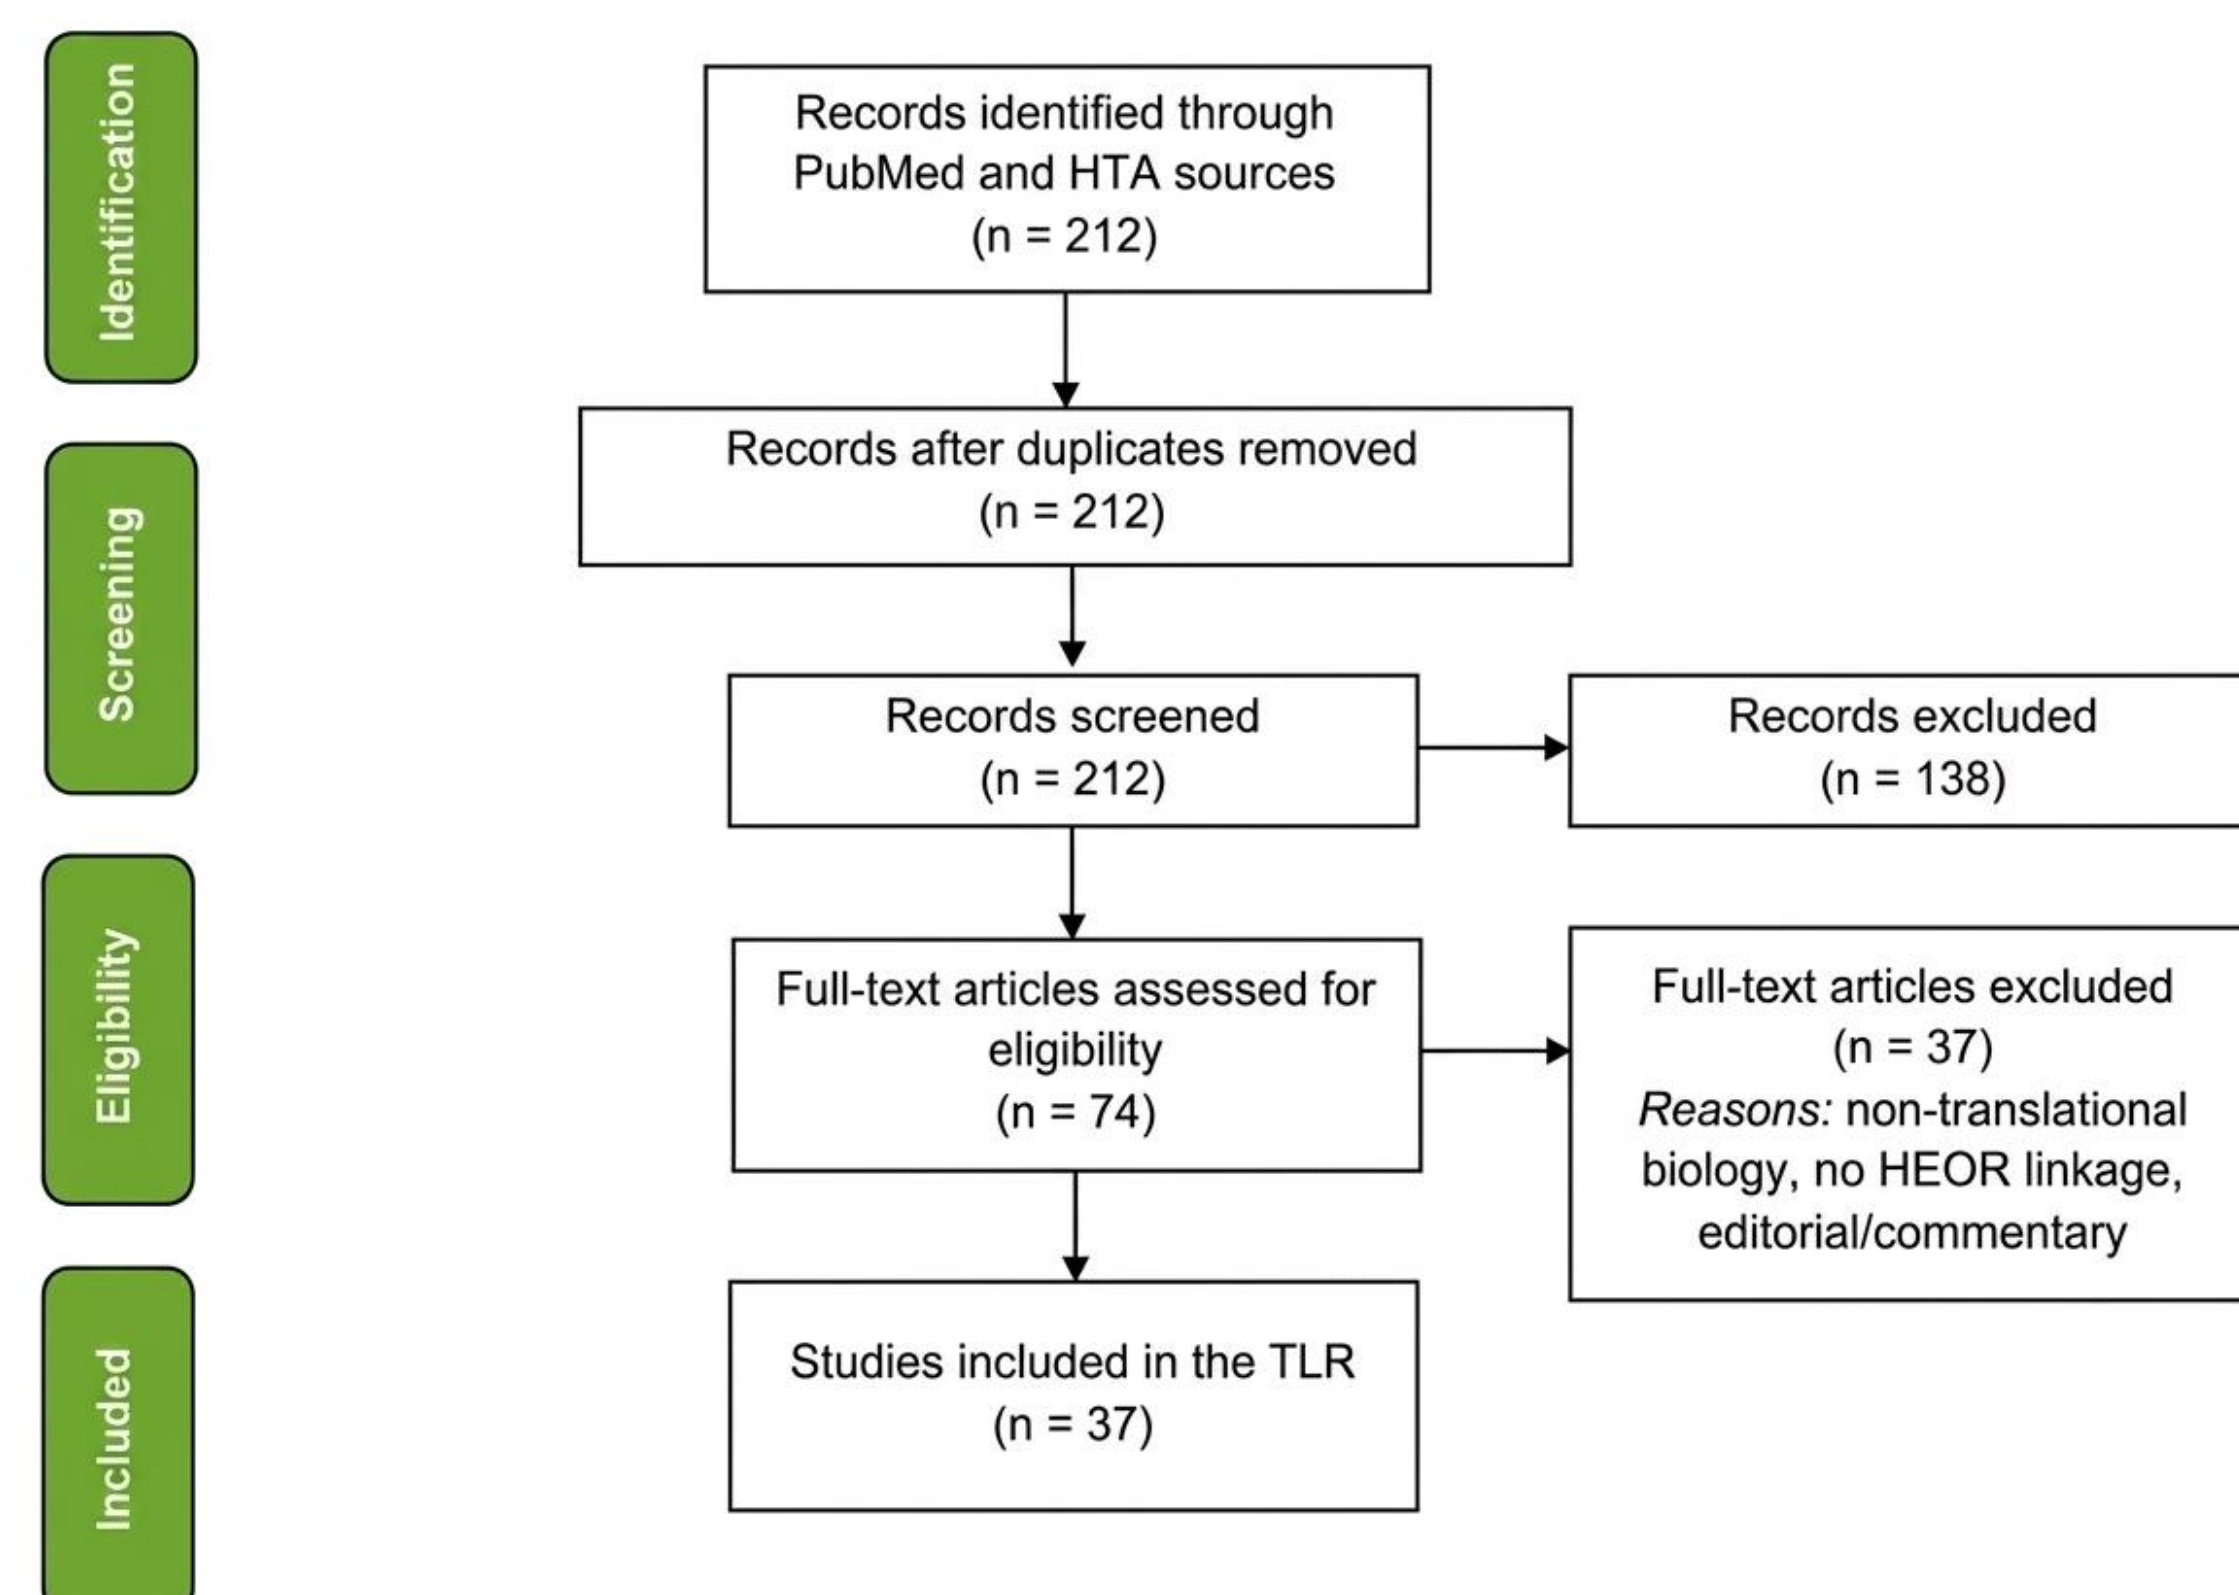 Identification
Records identified through
PubMed and HTA sources
(n = 212)
Records after duplicates removed
(n = 212)
Screening
Records screened
(n = 212)
Records excluded
(n = 138)
Eligibility
Full-text articles assessed for
eligibility
(n = 74)
Full-text articles excluded
(n = 37)
Reasons: non-translational
biology, no HEOR linkage,
editorial/commentary
Included
Studies included in the TLR
(n = 37)